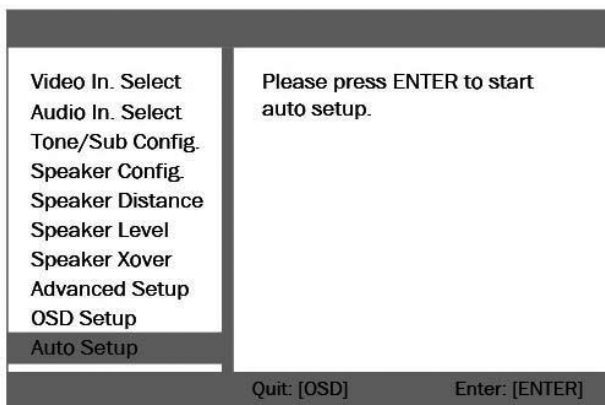 Video In. Select
Audio In. Select
Tone/Sub Config.
Speaker Config.
Speaker Distance
Speaker Level
Speaker Xover
Advanced Setup
OSD Setup
Auto Setup
Please press ENTER to start
auto setup.
Quit: [OSD] Enter: [ENTER]